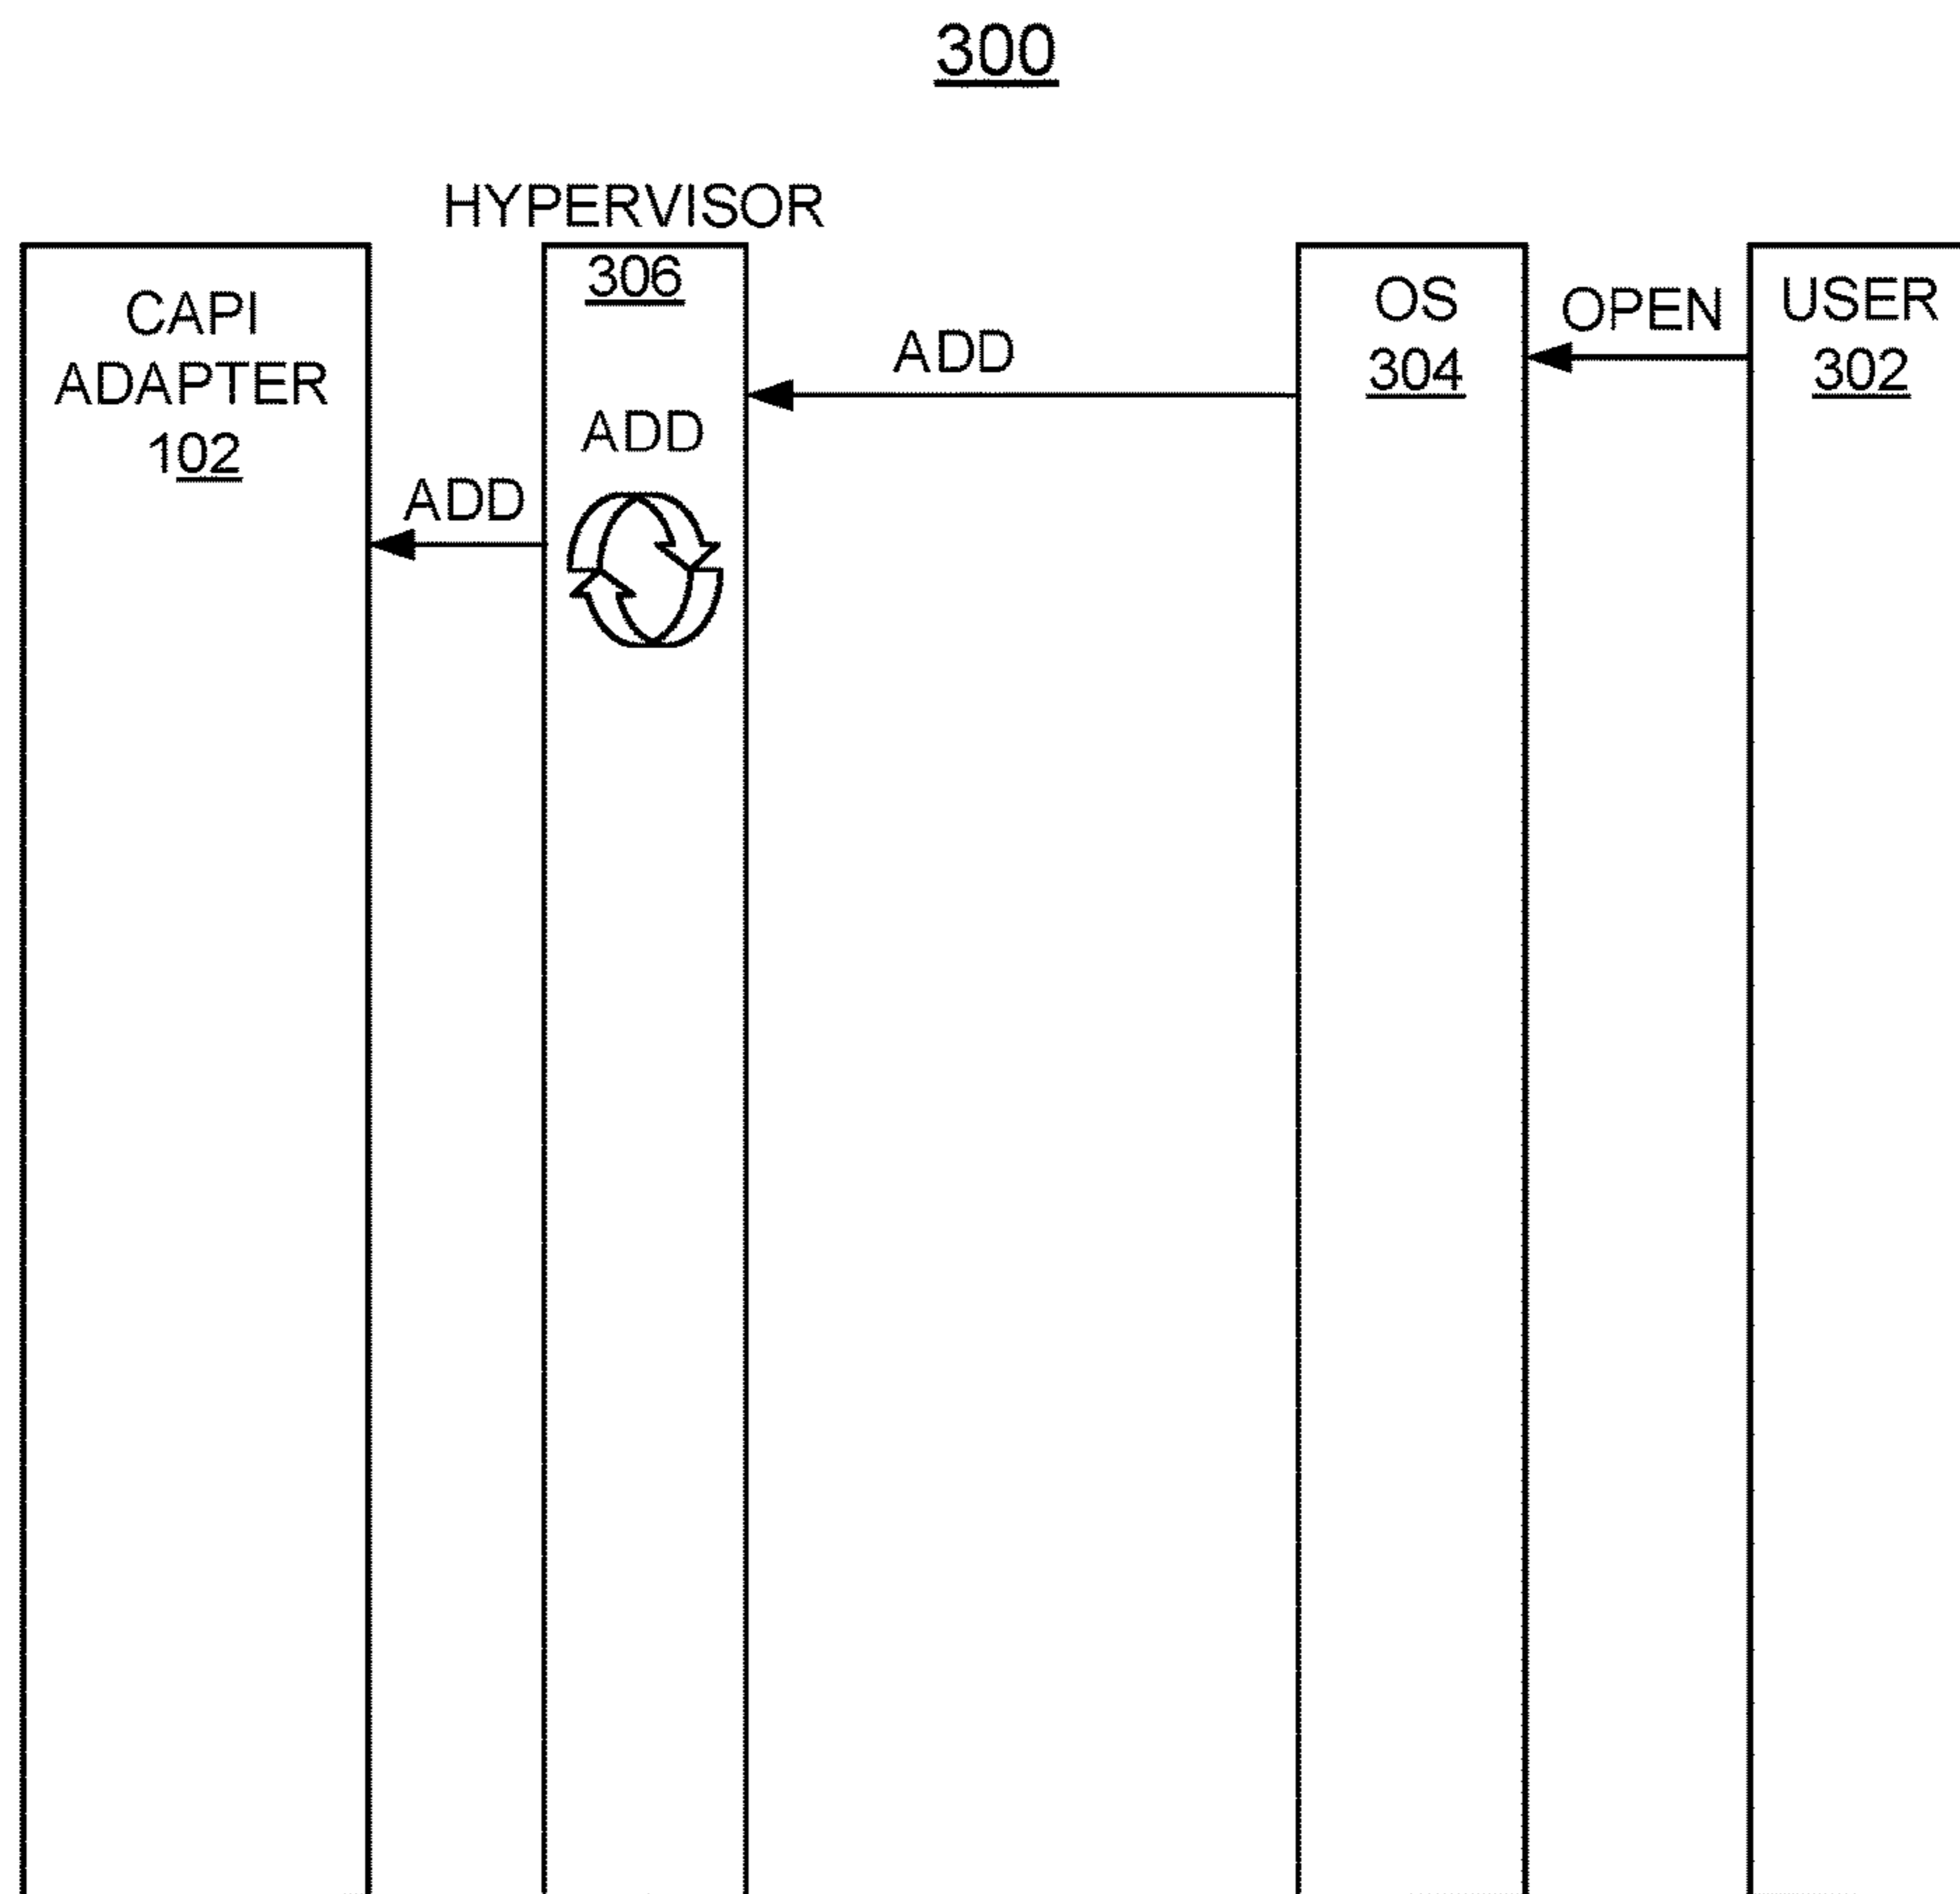 300
HYPERVISOR
306
CAPI
ADAPTER
102
ADD
ADD
ADD
OS
304
OPEN
USER
302